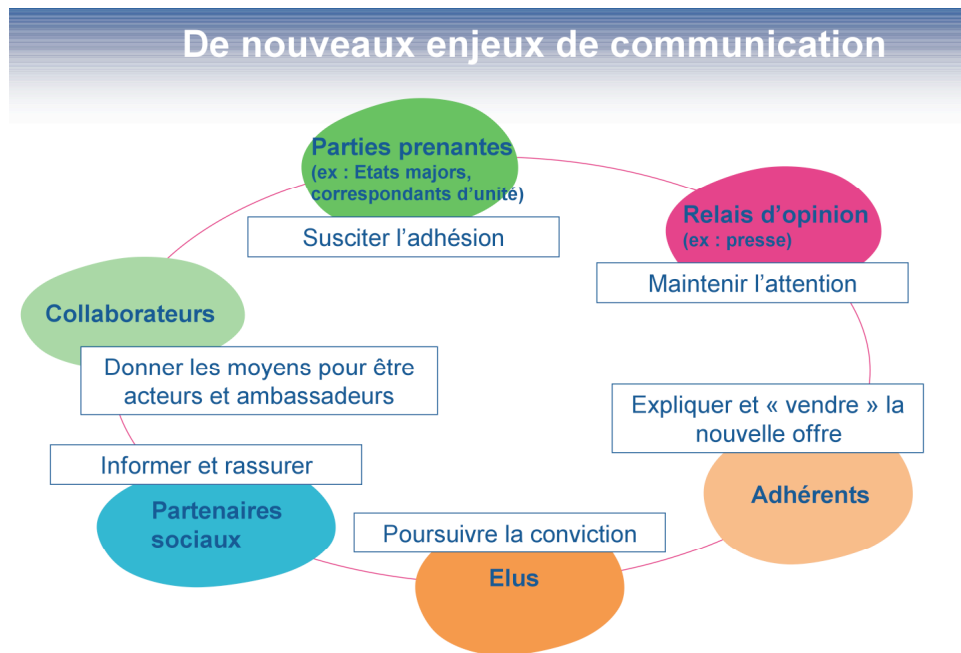 De nouveaux enjeux de communication
Parties prenantes
(ex : Etats majors,
correspondants d’unité)
Susciter l’adhésion
Relais d’opinion
(ex : presse)
Maintenir l’attention
Collaborateurs
Donner les moyens pour être
acteurs et ambassadeurs
Expliquer et « vendre » la
nouvelle offre
Adhérents
Informer et rassurer
Partenaires
sociaux
Poursuivre la conviction
Elus